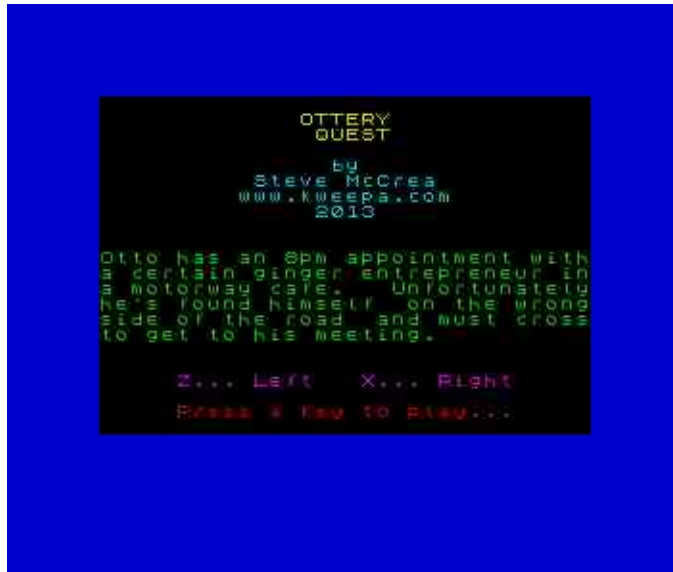 OTTERY
QUEST
by
Steve McCrea
www.kweepa.com
2013
Otto has an 8pm appointment with
a certain ginger entrepreneur in
a motorway cafe. Unfortunately
he's found himself on the wrong
side of the road and must cross
to get to his meeting.
Z... Left X... Right
Press a key to play...